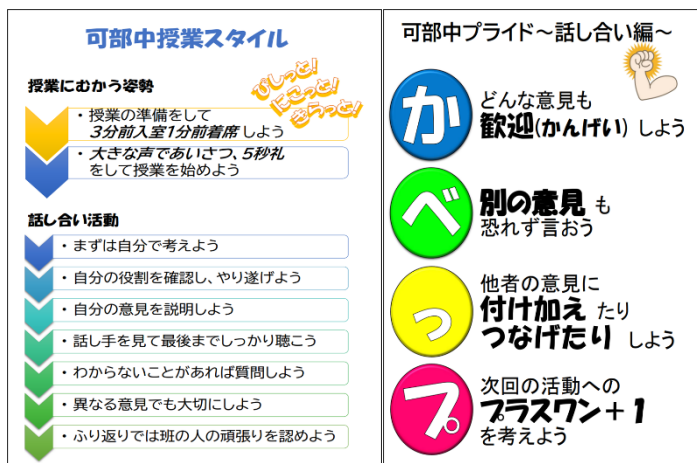 可部中授業スタイル
授業にむかう姿勢
びしっと!
にこっと!
きらっと!
・授業の準備をして
3分前入室1分前着席しよう
・大きな声であいさつ、5秒礼
をして授業を始めよう
話し合い活動
・まずは自分で考えよう
・自分の役割を確認し、やり遂げよう
・自分の意見を説明しよう
・話し手を見て最後までしっかり聴こう
・わからないことがあれば質問しよう
・異なる意見でも大切にしよう
・ふり返りでは班の人の頑張りを認めよう
可部中プライド~話し合い編~
か
どんな意見も
歓迎(かんげい) しよう
べ
別の意見 も
恐れず言おう
っ
他者の意見に
付け加え たり
つなげたり しよう
プ
次回の活動への
プラスワン+1
を考えよう